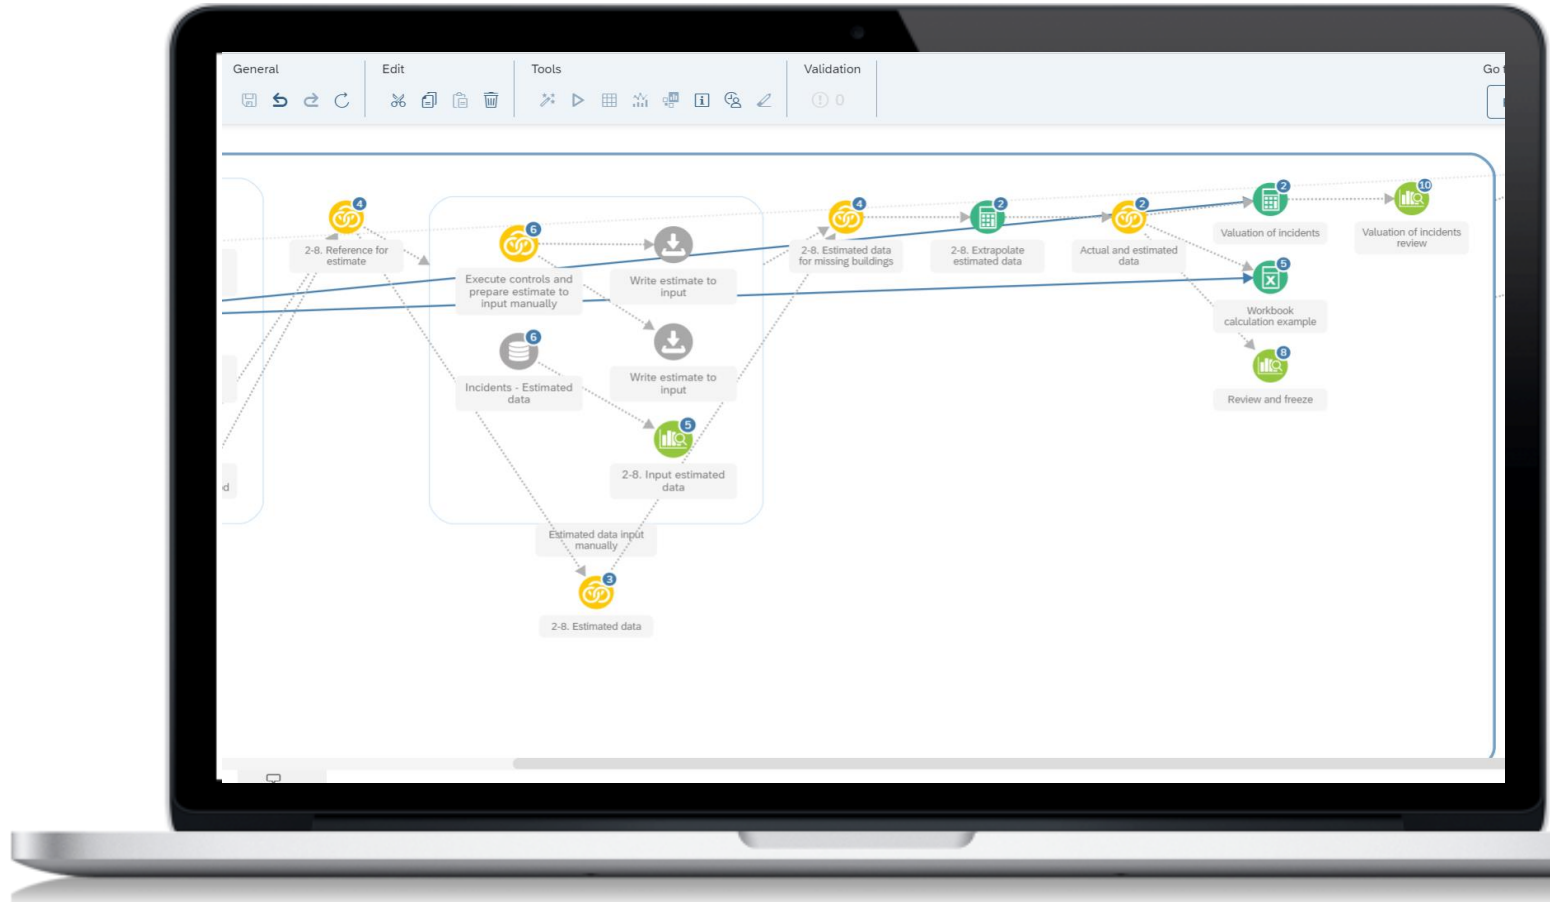 General
Edit
Tools
Validation
Go
0
4
2-8. Reference for
estimate
6
Execute controls and
prepare estimate to
input manually
Write estimate to
input
6
Incidents - Estimated
data
Write estimate to
input
5
2-8. Input estimated
data
Estimated data input
manually
3
2-8. Estimated data
4
2-8. Estimated data
for missing buildings
2
2-8. Extrapolate
estimated data
2
Actual and estimated
data
2
Valuation of incidents
10
Valuation of incidents
review
5
Workbook
calculation example
8
Review and freeze
d